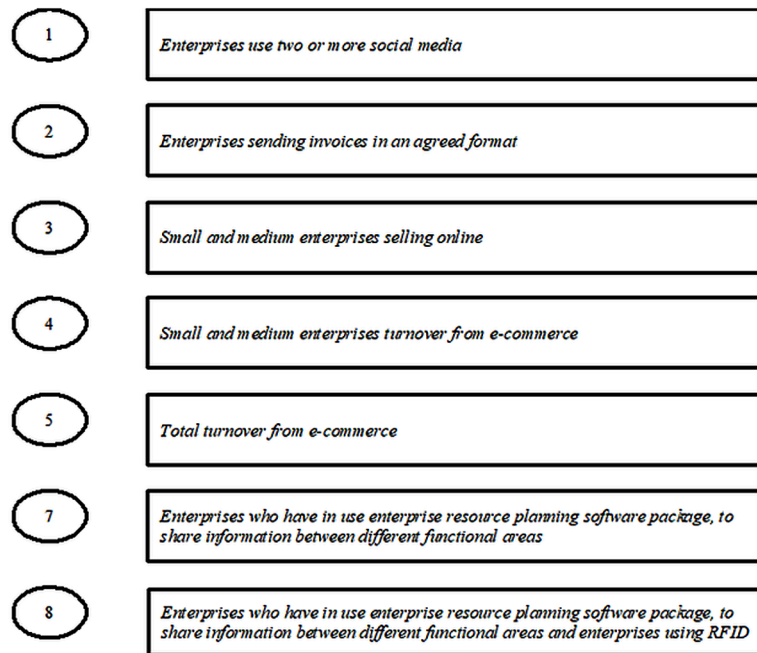 1
Enterprises use two or more social media
2
Enterprises sending invoices in an agreed format
3
Small and medium enterprises selling online
4
Small and medium enterprises turnover from e-commerce
5
Total turnover from e-commerce
7
Enterprises who have in use enterprise resource planning software package, to
share information between different functional areas
8
Enterprises who have in use enterprise resource planning software package, to
share information between different functional areas and enterprises using RFID